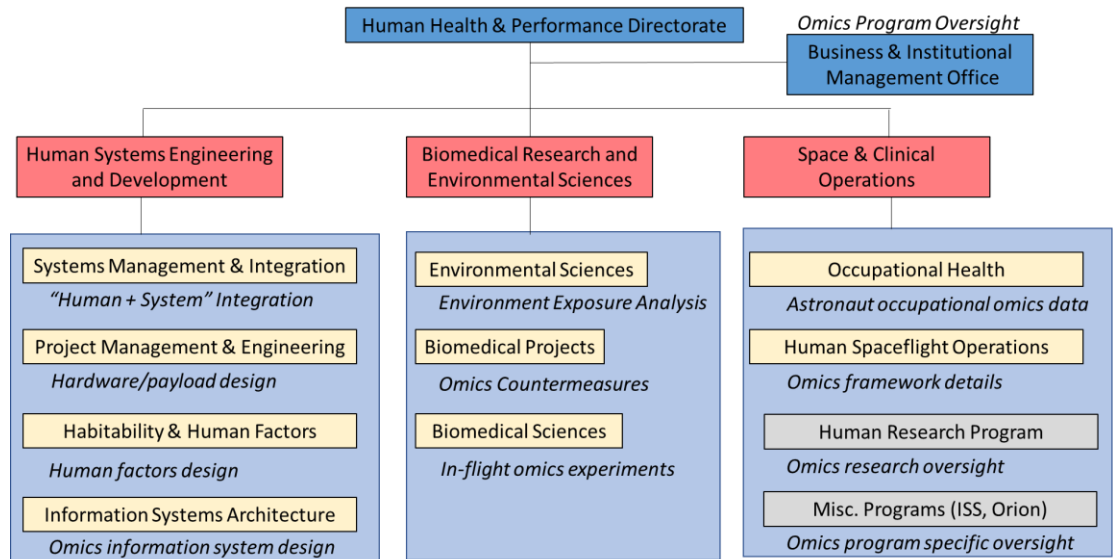 Human Health & Performance Directorate
Omics Program Oversight
Business & Institutional
Management Office
Human Systems Engineering
and Development
Biomedical Research and
Environmental Sciences
Space & Clinical
Operations
Systems Management & Integration
“Human + System” Integration
Project Management & Engineering
Hardware/payload design
Habitability & Human Factors
Human factors design
Information Systems Architecture
Omics information system design
Environmental Sciences
Environment Exposure Analysis
Biomedical Projects
Omics Countermeasures
Biomedical Sciences
In-flight omics experiments
Occupational Health
Astronaut occupational omics data
Human Spaceflight Operations
Omics framework details
Human Research Program
Omics research oversight
Misc. Programs (ISS, Orion)
Omics program specific oversight